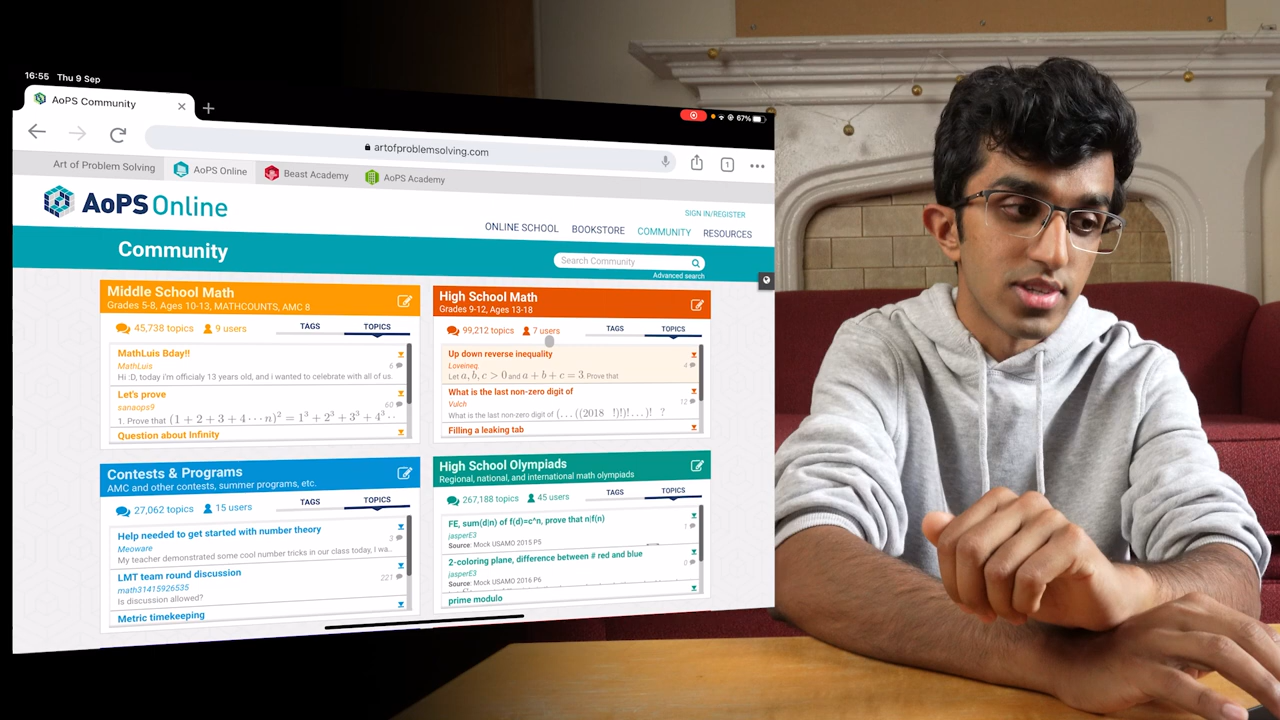 16:55 Thu 9 Sep
67%
AoPS Community
artofproblemsolving.com
1
Art of Problem Solving
AoPS Online
Beast Academy
AoPS Academy
AoPS Online
SIGN IN/REGISTER
ONLINE SCHOOL BOOKSTORE COMMUNITY RESOURCES
Community
Search Community
Advanced search
Middle School Math
Grades 5-8, Ages 10-13, MATHCOUNTS, AMC 8
45,738 topics 9 users TAGS TOPICS
MathLuis Bday!!
MathLuis 6
Hi :D, today i'm officialy 13 years old, and i wanted to celebrate with all of us.
Let's prove
sanaops9 60
1. Prove that (1 + 2 + 3 + 4 ··· n)² = 1³ + 2³ + 3³ + 4³ ··
Question about Infinity
High School Math
Grades 9-12, Ages 13-18
99,212 topics 7 users TAGS TOPICS
Up down reverse inequality
Loveineq 4
Let a, b, c > 0 and a + b + c = 3 Prove that
What is the last non-zero digit of
Vulch 12
What is the last non-zero digit of (...((2018 !)!)!...)! ?
Filling a leaking tab
Contests & Programs
AMC and other contests, summer programs, etc.
27,062 topics 15 users TAGS TOPICS
Help needed to get started with number theory
Meoware 3
My teacher demonstrated some cool number tricks in our class today, I wa..
LMT team round discussion
math31415926535 221
Is discussion allowed?
Metric timekeeping
High School Olympiads
Regional, national, and international math olympiads
267,188 topics 45 users TAGS TOPICS
FE, sum(d|n) of f(d)=c^n, prove that n|f(n)
jasperE3 1
Source: Mock USAMO 2015 P5
2-coloring plane, difference between # red and blue
jasperE3 0
Source: Mock USAMO 2016 P6
prime modulo